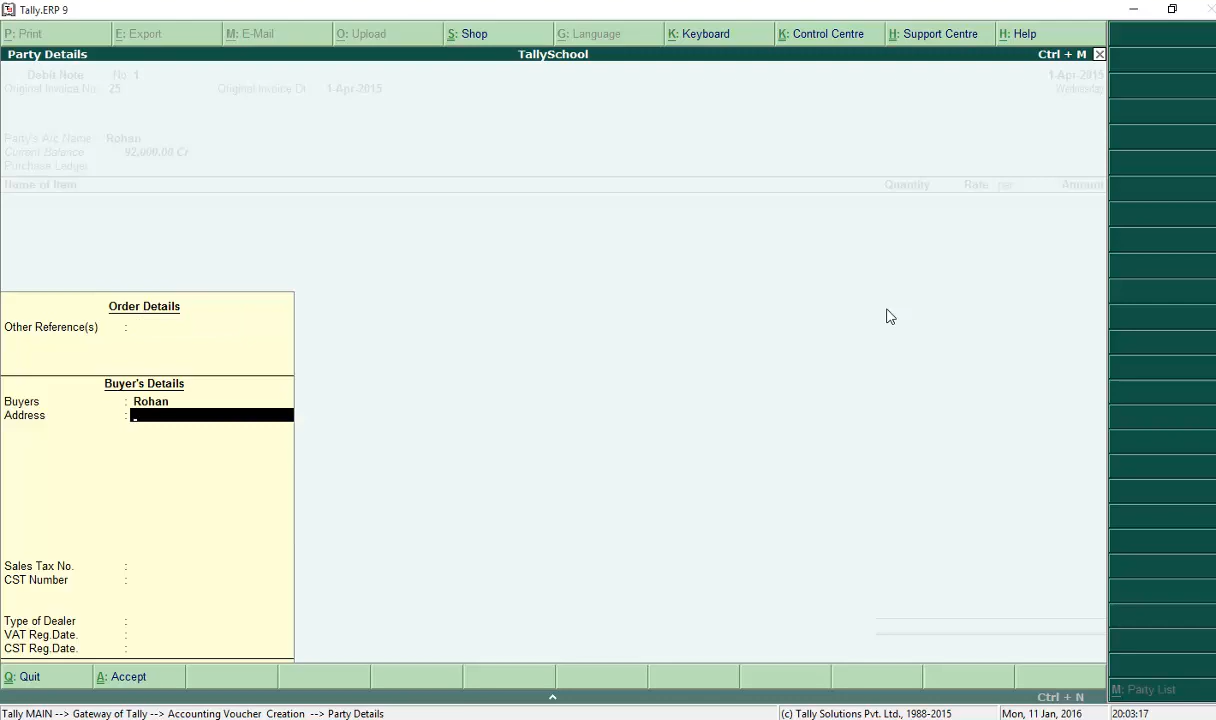 Tally.ERP 9
P: Print E: Export M: E-Mail O: Upload S: Shop G: Language K: Keyboard K: Control Centre H: Support Centre H: Help
Party Details TallySchool Ctrl + M
Debit Note No. 1 1-Apr-2015
Original Invoice No. 25 Original Invoice Dt. 1-Apr-2015 Wednesday
Party's A/c Name Rohan
Current Balance 92,000.00 Cr
Purchase Ledger
Name of Item Quantity Rate per Amount
Order Details
Other Reference(s) :
Buyer's Details
Buyers : Rohan
Address :
Sales Tax No. :
CST Number :
Type of Dealer :
VAT Reg.Date. :
CST Reg.Date. :
Q: Quit A: Accept
M: Party List
Ctrl + N
Tally MAIN --> Gateway of Tally --> Accounting Voucher Creation --> Party Details (c) Tally Solutions Pvt. Ltd., 1988-2015 Mon, 11 Jan, 2016 20:03:17